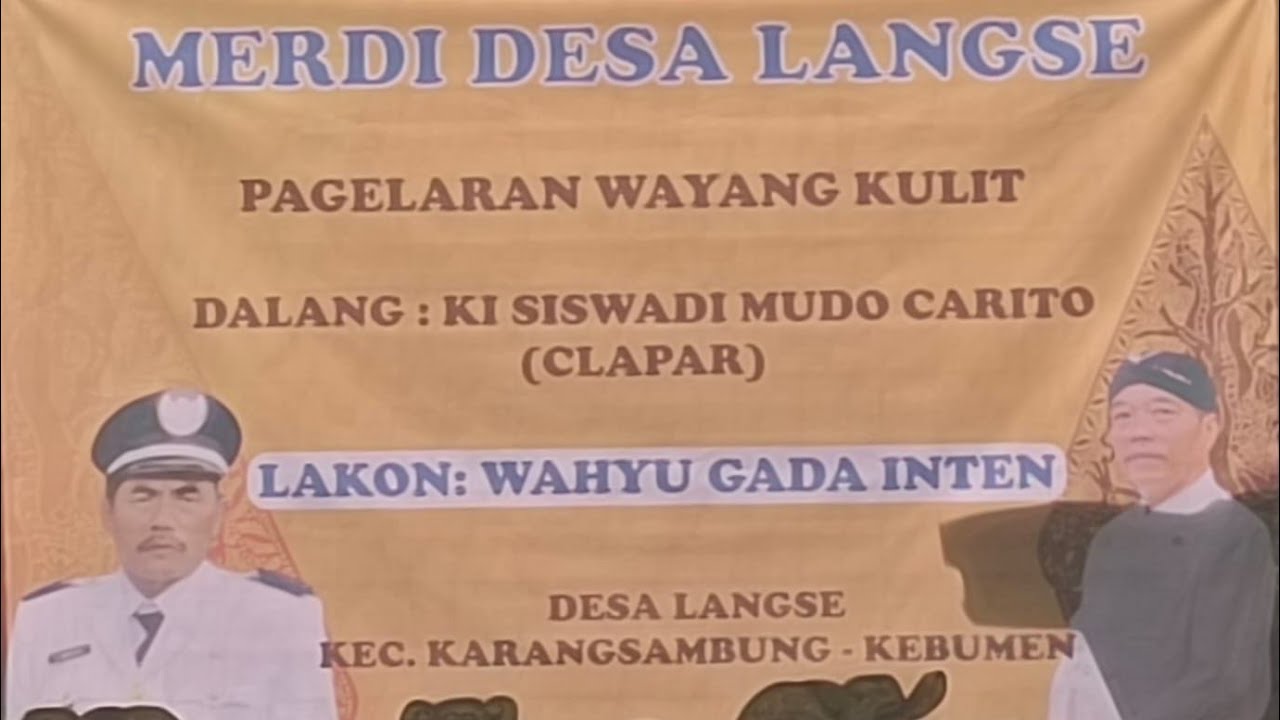 MERDI DESA LANGSE
PAGELARAN WAYANG KULIT
DALANG : KI SISWADI MUDO CARITO
(CLAPAR)
LAKON: WAHYU GADA INTEN
DESA LANGSE
KEC. KARANGSAMBUNG - KEBUMEN